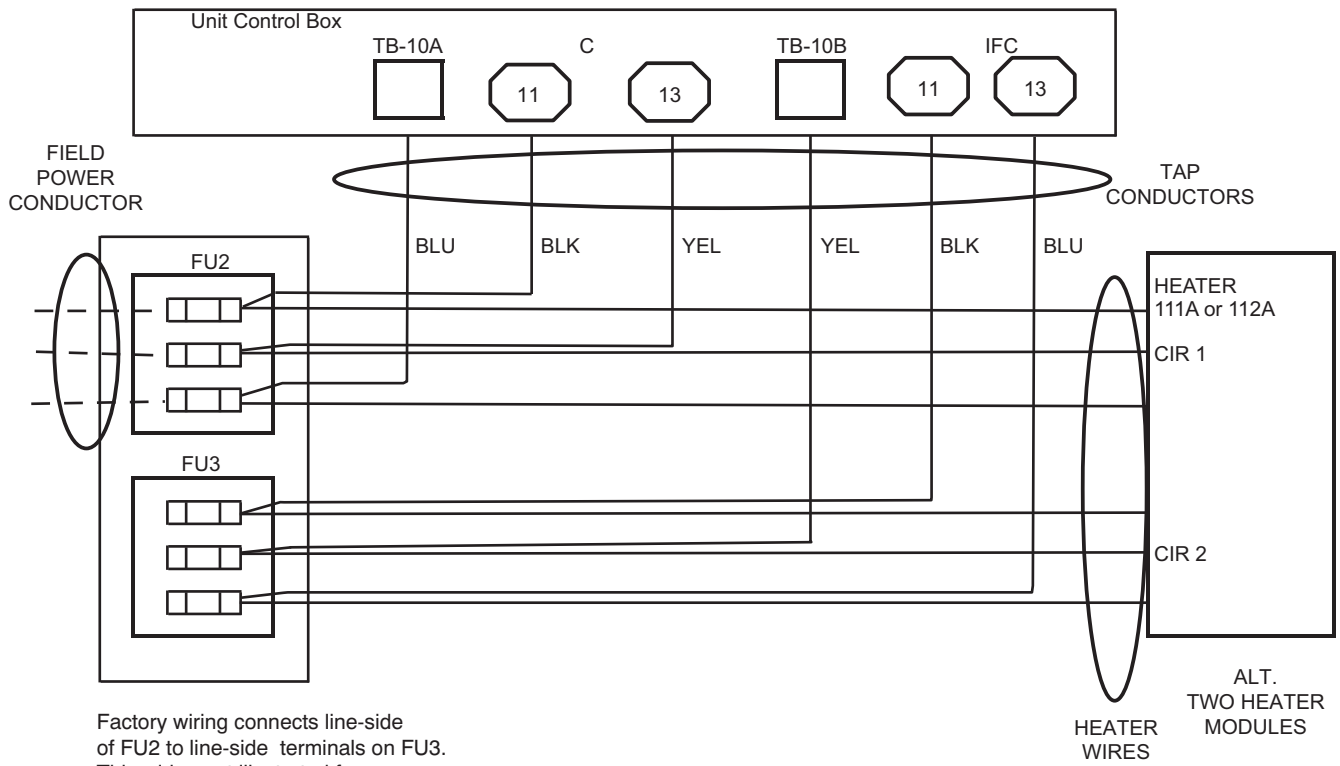 Unit Control Box
TB-10A
C
TB-10B
IFC
11
13
11
13
FIELD
POWER
CONDUCTOR
TAP
CONDUCTORS
BLU
BLK
YEL
YEL
BLK
BLU
FU2
HEATER
111A or 112A
CIR 1
FU3
CIR 2
ALT.
TWO HEATER
MODULES
HEATER
WIRES
Factory wiring connects line-side
of FU2 to line-side terminals on FU3.